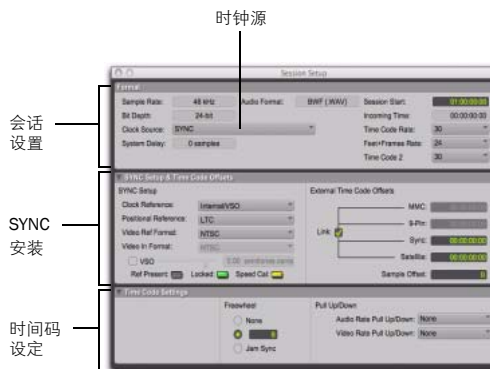 时钟源
Session Setup
Format
会话
设置
Sample Rate: 48 kHz Audio Format: BWF (.WAV) Session Start: 01:00:00:00
Bit Depth: 24-bit Incoming Time: 00:00:00:00
Clock Source: SYNC Time Code Rate: 30
System Delay: 0 samples Feet+Frames Rate: 24
Time Code 2 30
SYNC
安装
SYNC Setup & Time Code Offsets
SYNC Setup External Time Code Offsets
Clock Reference: Internal/VSO MMC:
Positional Reference: LTC 9-Pin:
Video Ref Format: NTSC Link: Sync: 00:00:00:00
Video In Format: NTSC Satellite: 00:00:00:00
VSO 0.00 semitones cents
Ref Present: Locked Speed Cal Sample Offset: 0
时间码
设定
Time Code Settings
Freewheel Pull Up/Down
None Audio Rate Pull Up/Down: None
8 Video Rate Pull Up/Down: None
Jam Sync